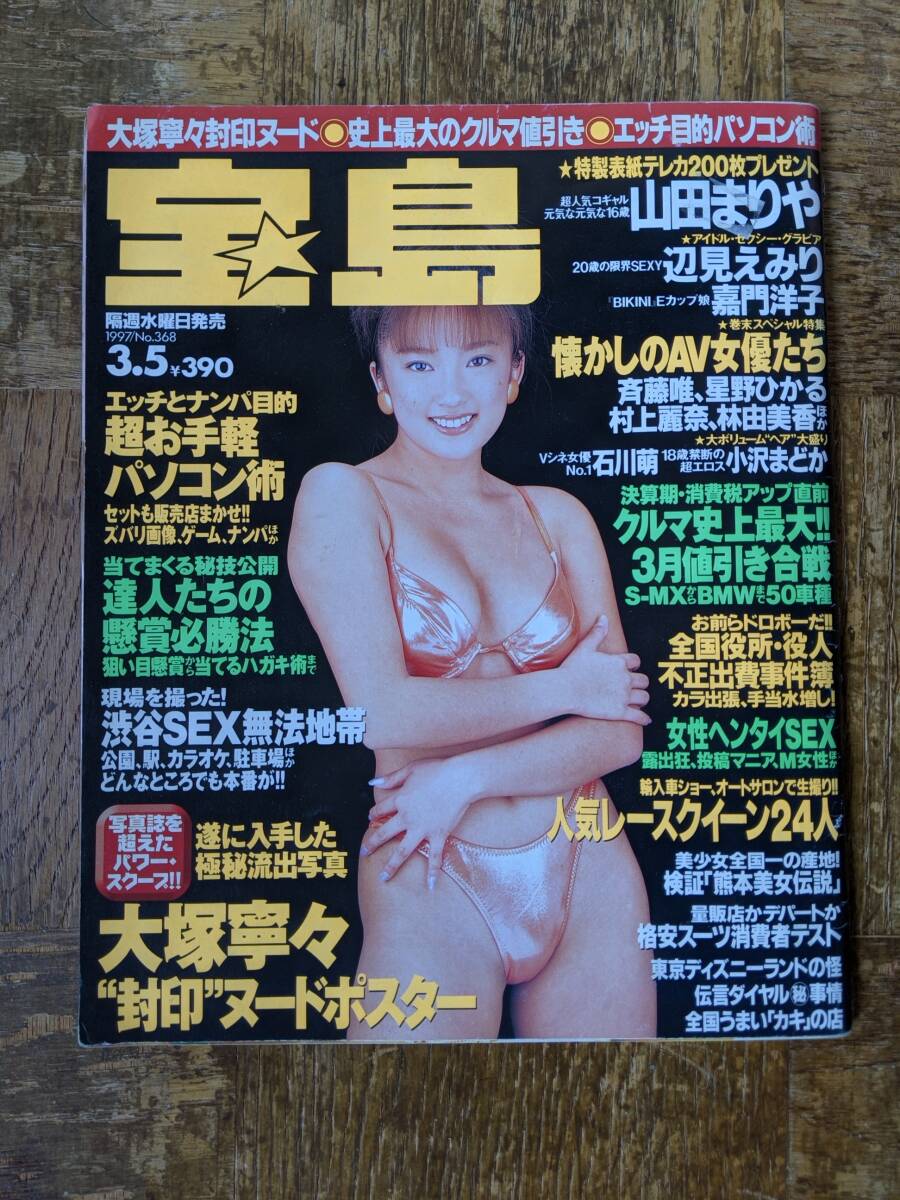 大塚寧々封印ヌード●史上最大のクルマ値引き●エッチ目的パソコン術
宝島
隔週水曜日発売
1997/No.368
3.5 ¥390
エッチとナンパ目的
超お手軽
パソコン術
セットも販売店まかせ!!
ズバリ画像、ゲーム、ナンパほか
当てまくる秘技公開
達人たちの
懸賞必勝法
狙い目懸賞から当てるハガキ術まで
現場を撮った!
渋谷SEX無法地帯
公園、駅、カラオケ、駐車場ほか
どんなところでも本番が!!
写真誌を
超えた
パワー・
スクープ!!
遂に入手した
極秘流出写真
大塚寧々
“封印”ヌードポスター
★特製表紙テレカ200枚プレゼント
超人気コギャル
元気な元気な16歳
山田まりや
★アイドル・セクシー・グラビア
20歳の限界SEXY 辺見えみり
『BIKINI』Eカップ娘 嘉門洋子
★巻末スペシャル特集
懐かしのAV女優たち
斉藤唯、星野ひかる
村上麗奈、林由美香ほか
★大ボリューム“ヘア”大盛り
Vシネ女優
No.1
石川萌
18歳禁断の
超エロス
小沢まどか
決算期・消費税アップ直前
クルマ史上最大!!
3月値引き合戦
S-MXからBMWまで50車種
お前らドロボーだ!!
全国役所・役人
不正出費事件簿
カラ出張、手当水増し!
女性ヘンタイSEX
露出狂、投稿マニア、M女性ほか
輸入車ショー、オートサロンで生撮り!!
人気レースクイーン24人
美少女全国一の産地!
検証「熊本美女伝説」
量販店かデパートか
格安スーツ消費者テスト
東京ディズニーランドの怪
伝言ダイヤル㊙事情
全国うまい「カキ」の店